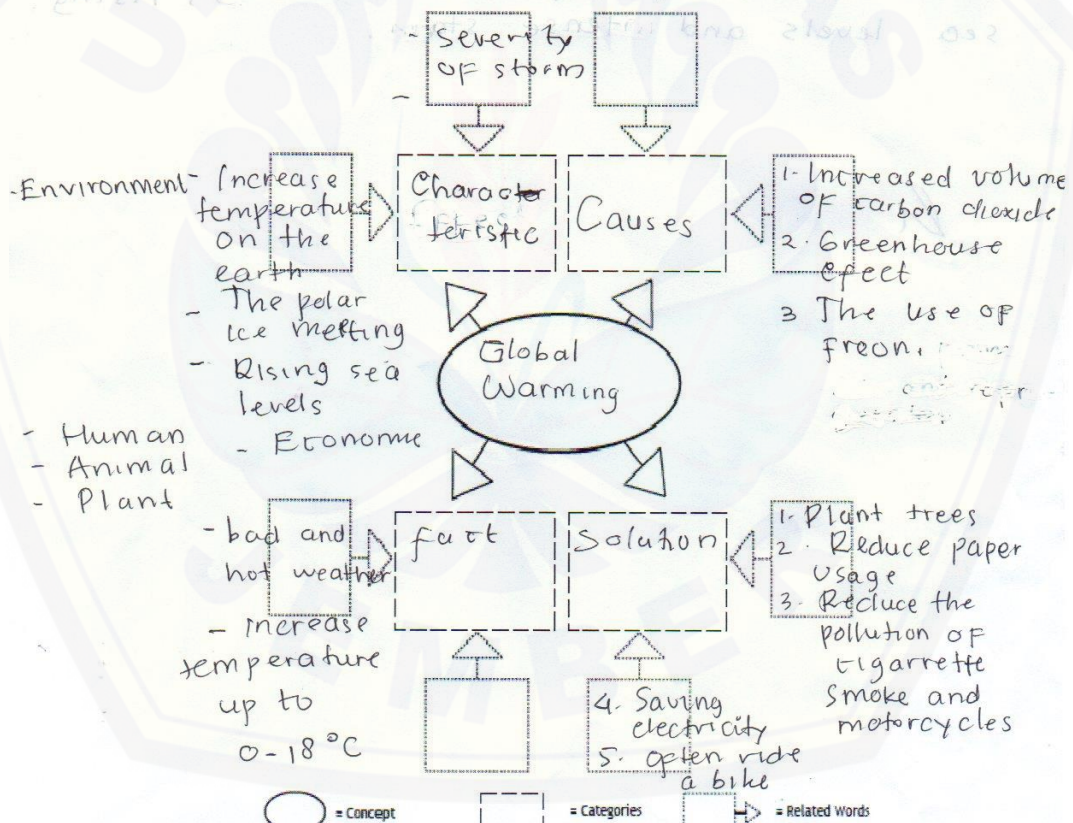 - Severity
of storm
-
- Environment
- Increase
temperature
on the
earth
- The polar
ice melting
- Rising sea
levels
- Economic
- Human
- Animal
- Plant
Charac
teristic
Causes
1. Increased volume
of carbon dioxide
2. Greenhouse
efect
3 The use of
freon.
Global
Warming
- bad and
hot weather
- increase
temperature
up to
0-18 °C
fact
Solution
1. Plant trees
2. Reduce paper
usage
3. Reduce the
pollution of
cigarrette
smoke and
motorcycles
4. Saving
electricity
5. often ride
a bike
= Concept
= Categories
= Related Words
JEMBER